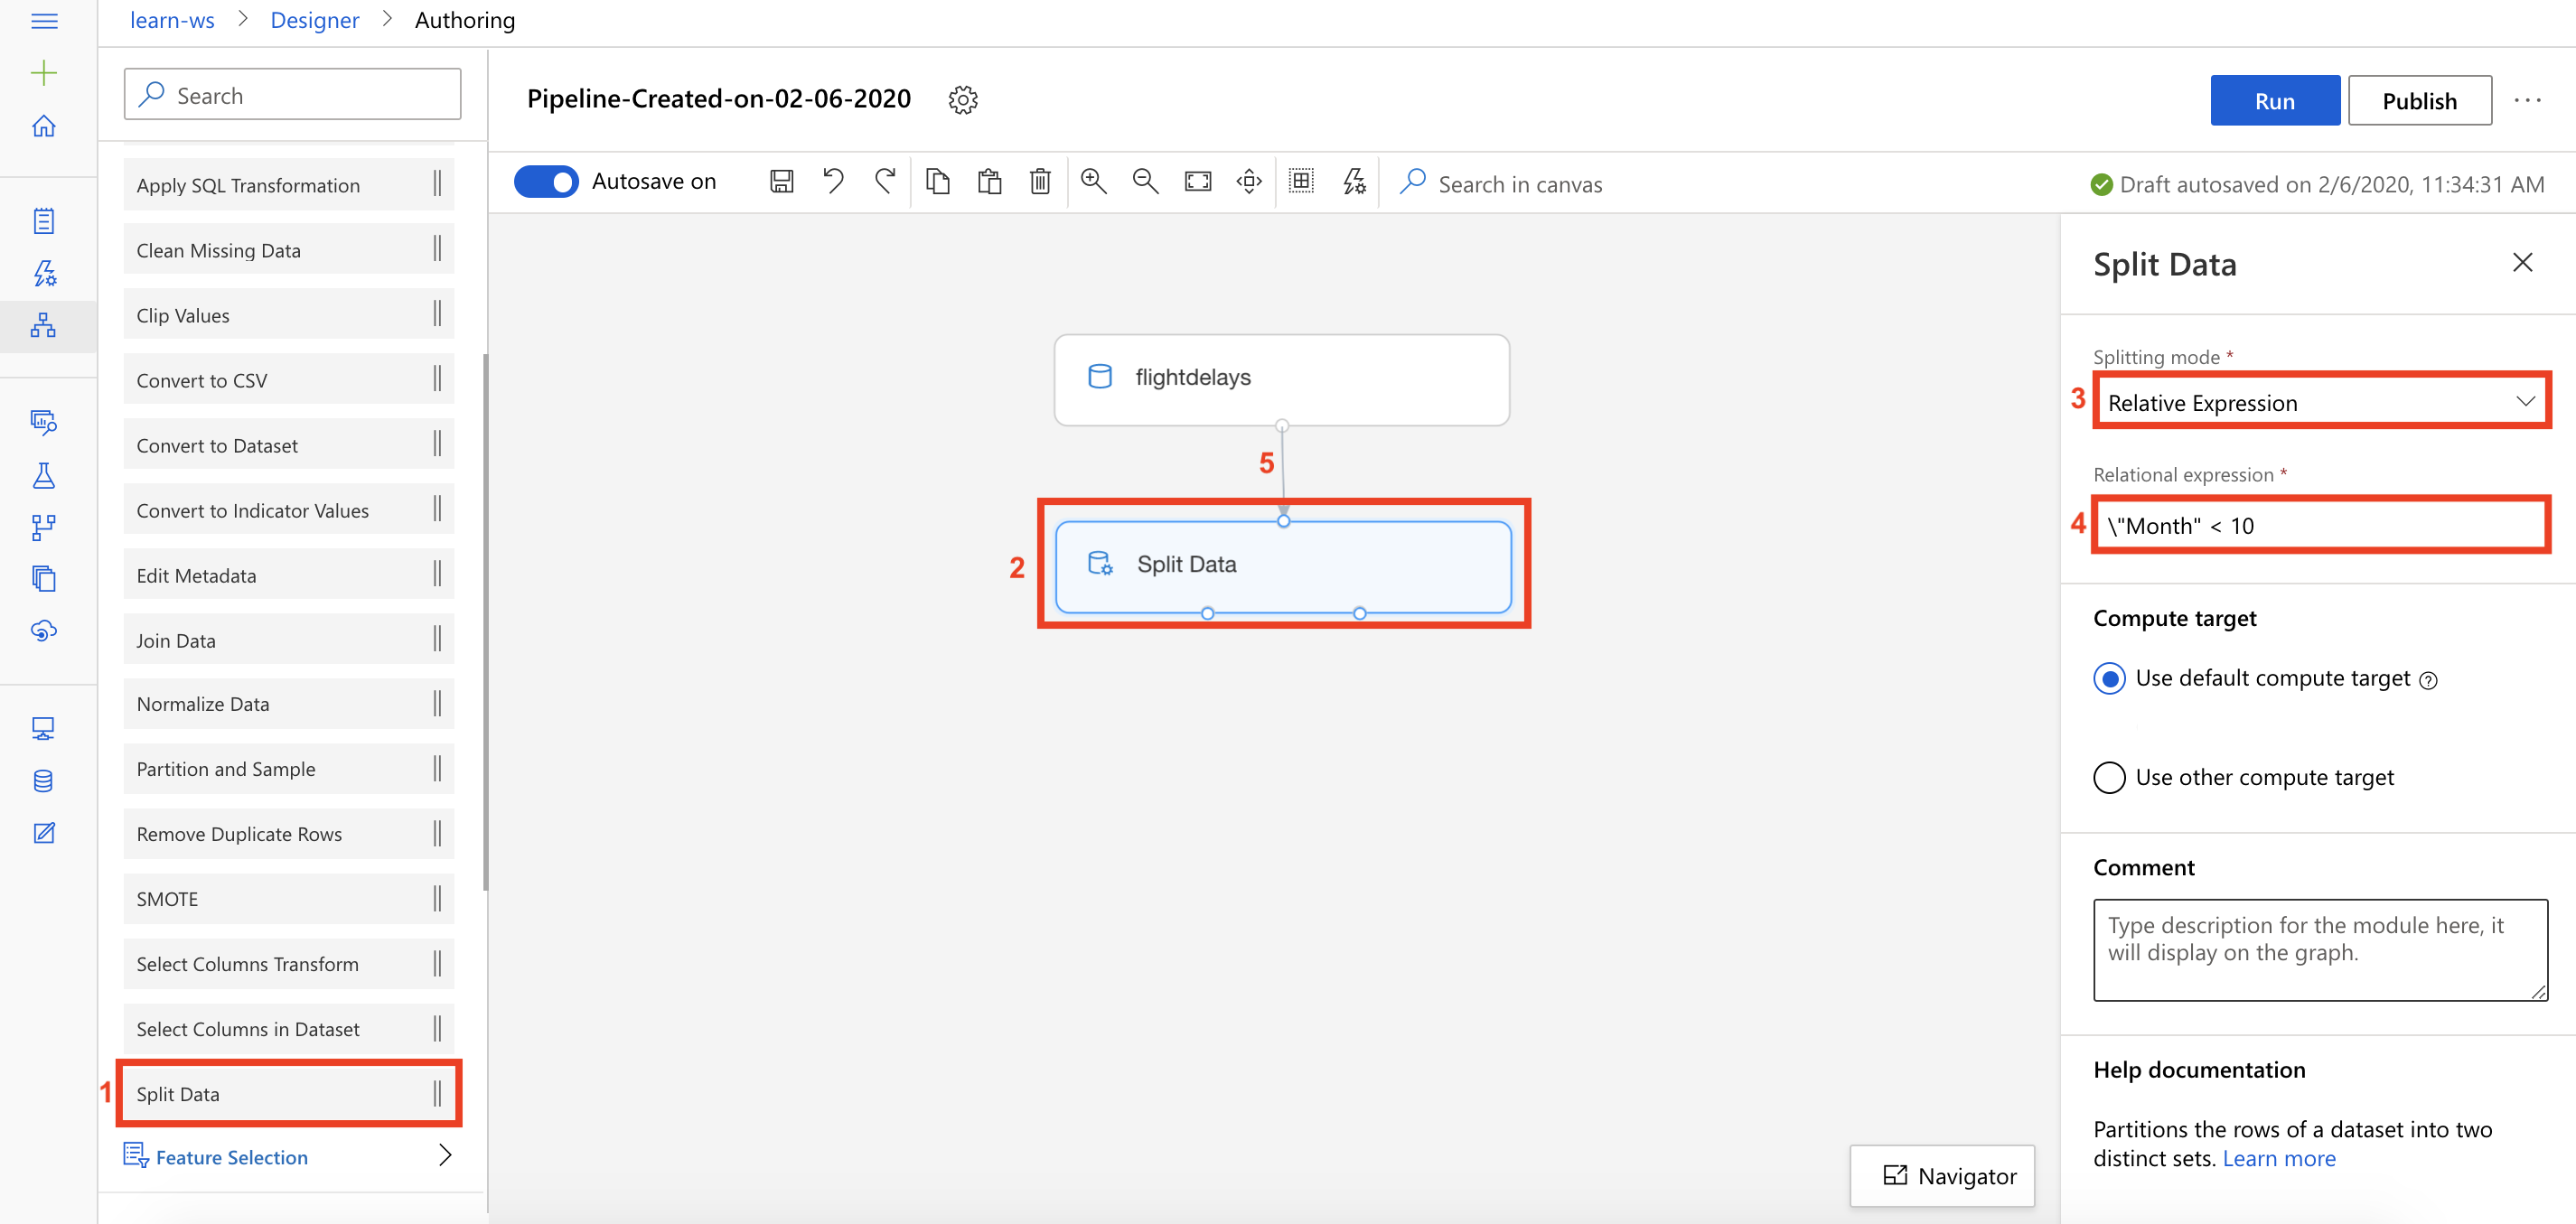 learn-ws > Designer > Authoring
Search
Apply SQL Transformation
Clean Missing Data
Clip Values
Convert to CSV
Convert to Dataset
Convert to Indicator Values
Edit Metadata
Join Data
Normalize Data
Partition and Sample
Remove Duplicate Rows
SMOTE
Select Columns Transform
Select Columns in Dataset
1 Split Data
Feature Selection
Pipeline-Created-on-02-06-2020
Run
Publish
Autosave on
Search in canvas
Draft autosaved on 2/6/2020, 11:34:31 AM
flightdelays
5
2 Split Data
Navigator
Split Data
Splitting mode *
3 Relative Expression
Relational expression *
4 \"Month" < 10
Compute target
Use default compute target
Use other compute target
Comment
Type description for the module here, it
will display on the graph.
Help documentation
Partitions the rows of a dataset into two
distinct sets. Learn more